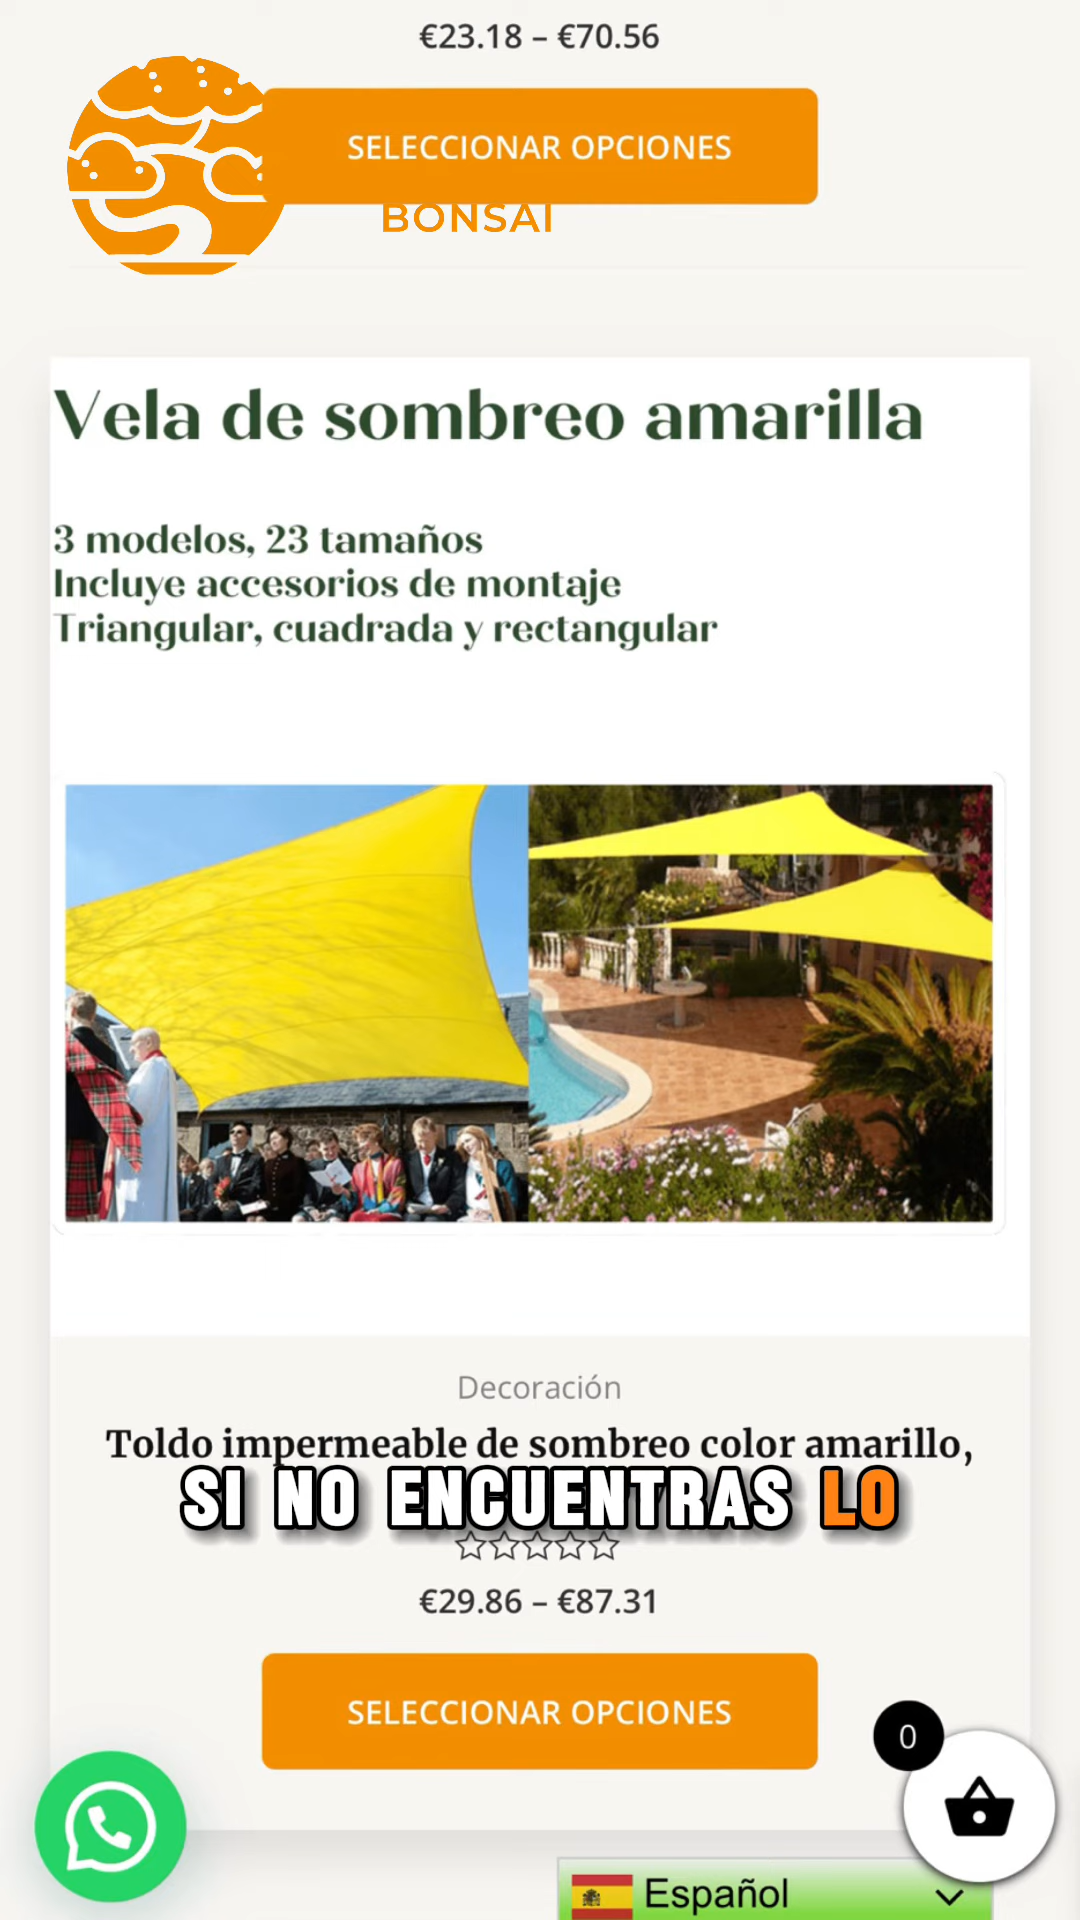 €23.18 – €70.56
SELECCIONAR OPCIONES
BONSAI
Vela de sombreo amarilla
3 modelos, 23 tamaños
Incluye accesorios de montaje
Triangular, cuadrada y rectangular
Decoración
Toldo impermeable de sombreo color amarillo,
SI NO ENCUENTRAS LO
€29.86 – €87.31
SELECCIONAR OPCIONES
0
Español